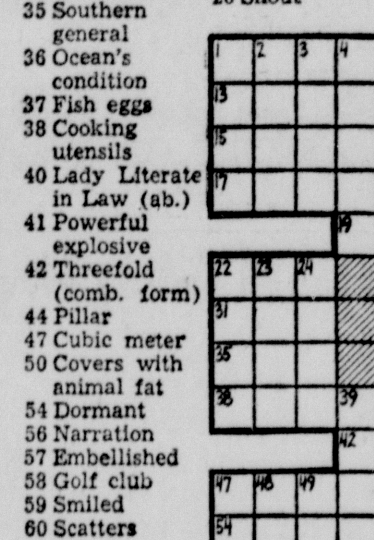 35 Southern
general
36 Ocean's
condition
37 Fish eggs
38 Cooking
utensils
40 Lady Literate
in Law (ab.)
41 Powerful
explosive
42 Threefold
(comb. form)
44 Pillar
47 Cubic meter
50 Covers with
animal fat
54 Dormant
56 Narration
57 Embellished
58 Golf club
59 Smiled
60 Scatters
1 2 3 4
13
15
17
19
22 23 24
31
35
38 39
42
47 48 49
54